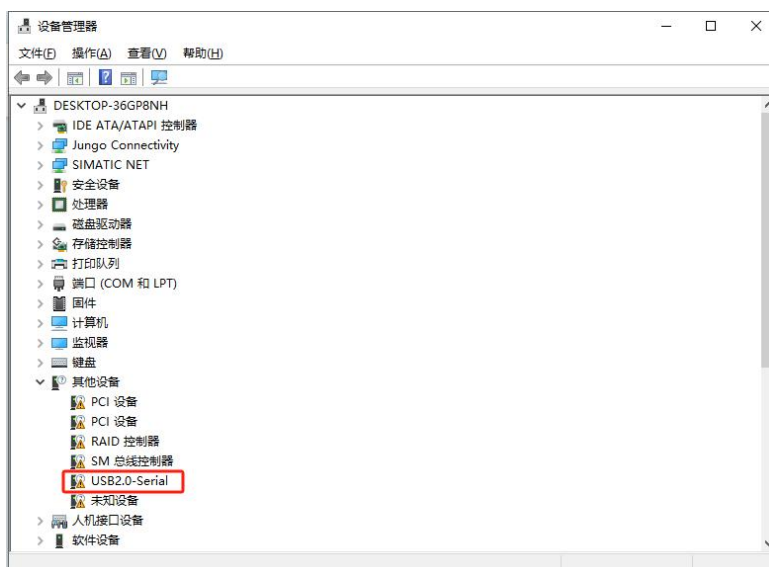 设备管理器
文件(F) 操作(A) 查看(V) 帮助(H)
DESKTOP-36GP8NH
IDE ATA/ATAPI 控制器
Jungo Connectivity
SIMATIC NET
安全设备
处理器
磁盘驱动器
存储控制器
打印队列
端口 (COM 和 LPT)
固件
计算机
监视器
键盘
其他设备
PCI 设备
PCI 设备
RAID 控制器
SM 总线控制器
USB2.0-Serial
未知设备
人机接口设备
软件设备